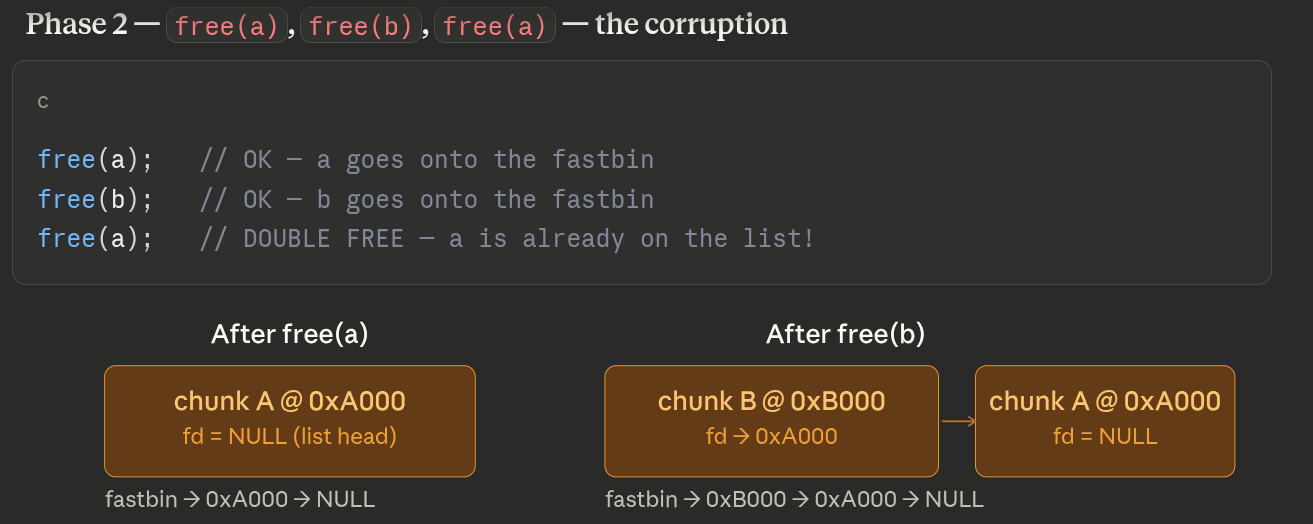 Phase 2 — free(a), free(b), free(a) — the corruption
c
free(a);   // OK — a goes onto the fastbin
free(b);   // OK — b goes onto the fastbin
free(a);   // DOUBLE FREE — a is already on the list!
After free(a)
chunk A @ 0xA000
fd = NULL (list head)
fastbin → 0xA000 → NULL
After free(b)
chunk B @ 0xB000
fd → 0xA000
chunk A @ 0xA000
fd = NULL
fastbin → 0xB000 → 0xA000 → NULL